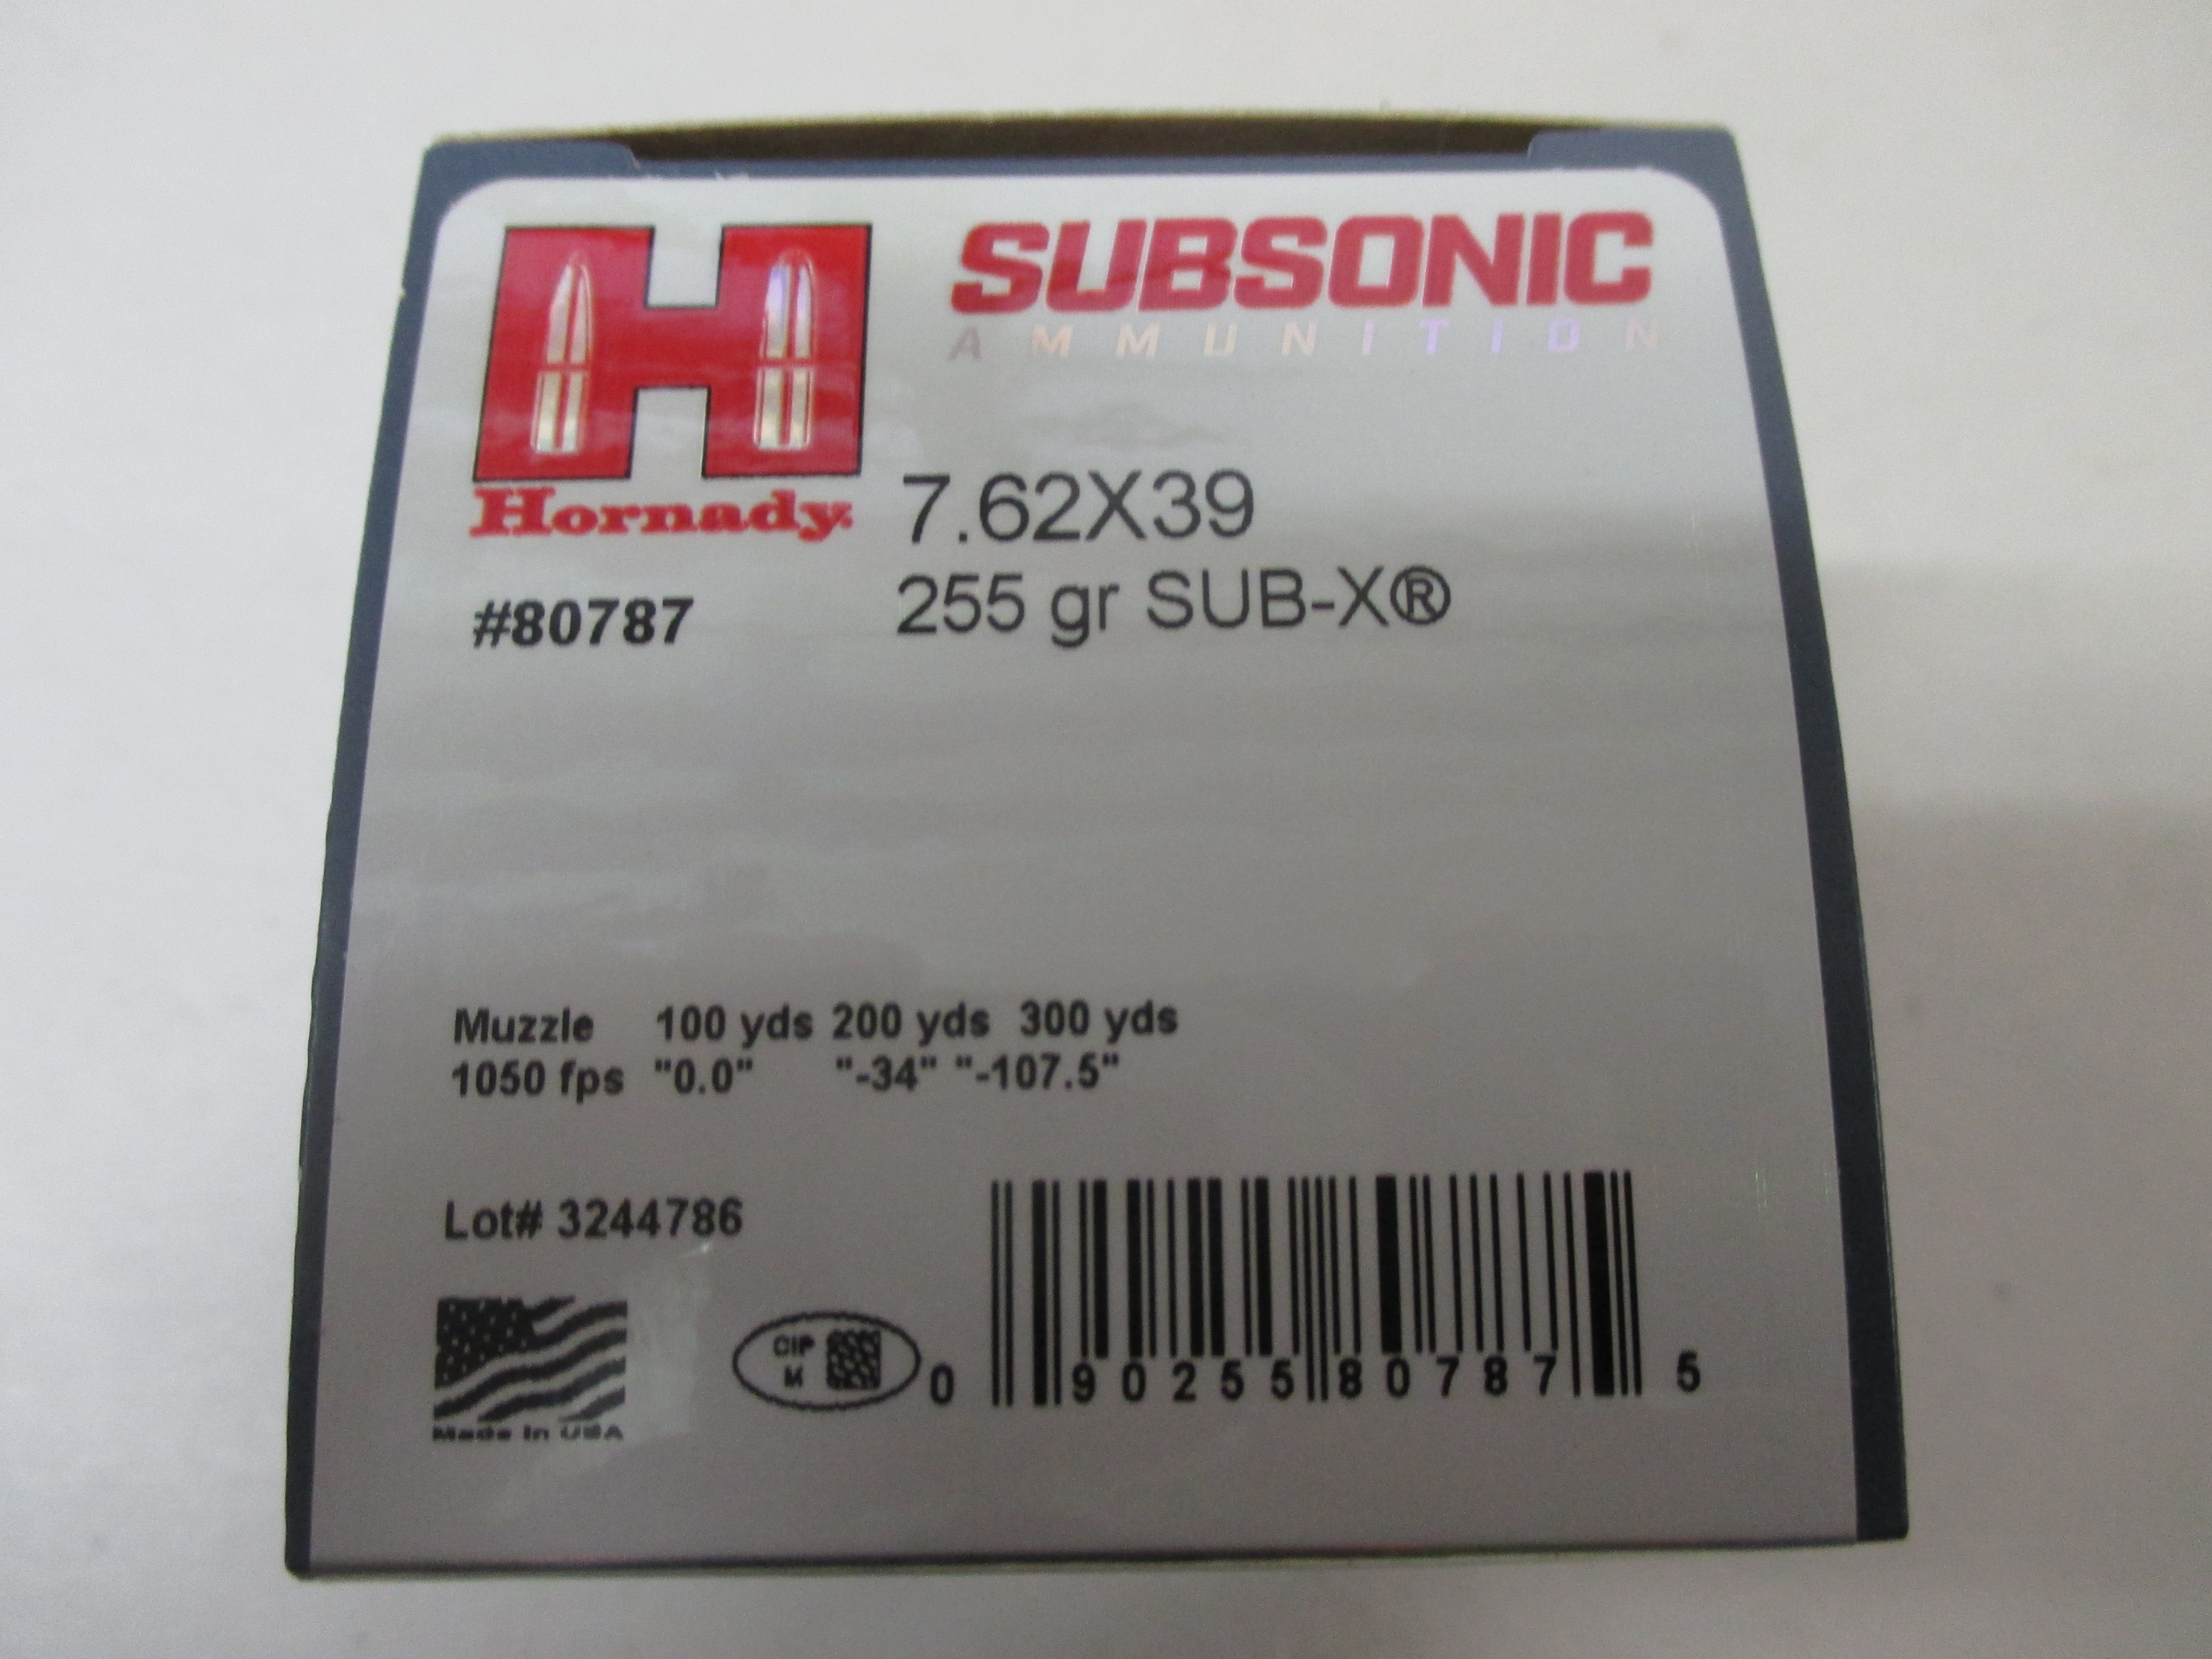 SUBSONIC
AMMUNITION
Hornady
7.62X39
#80787
255 gr SUB-X®
Muzzle 100 yds 200 yds 300 yds
1050 fps "0.0" "-34" "-107.5"
Lot# 3244786
CIP
M
Made in USA
0 90255 80787 5